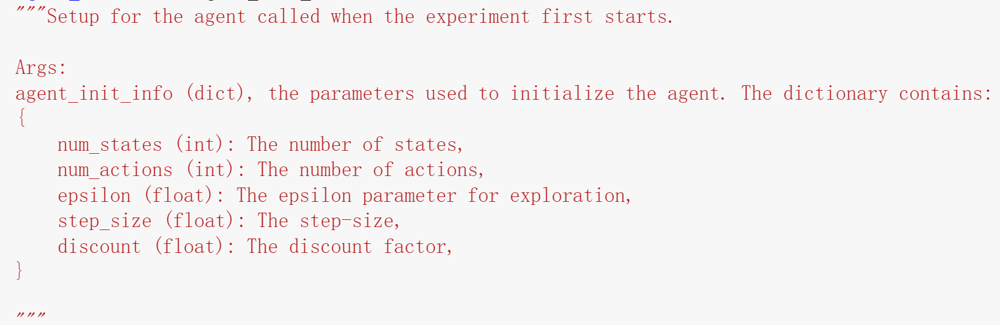 """Setup for the agent called when the experiment first starts.
Args:
agent_init_info (dict), the parameters used to initialize the agent. The dictionary contains:
{
num_states (int): The number of states,
num_actions (int): The number of actions,
epsilon (float): The epsilon parameter for exploration,
step_size (float): The step-size,
discount (float): The discount factor,
}
"""